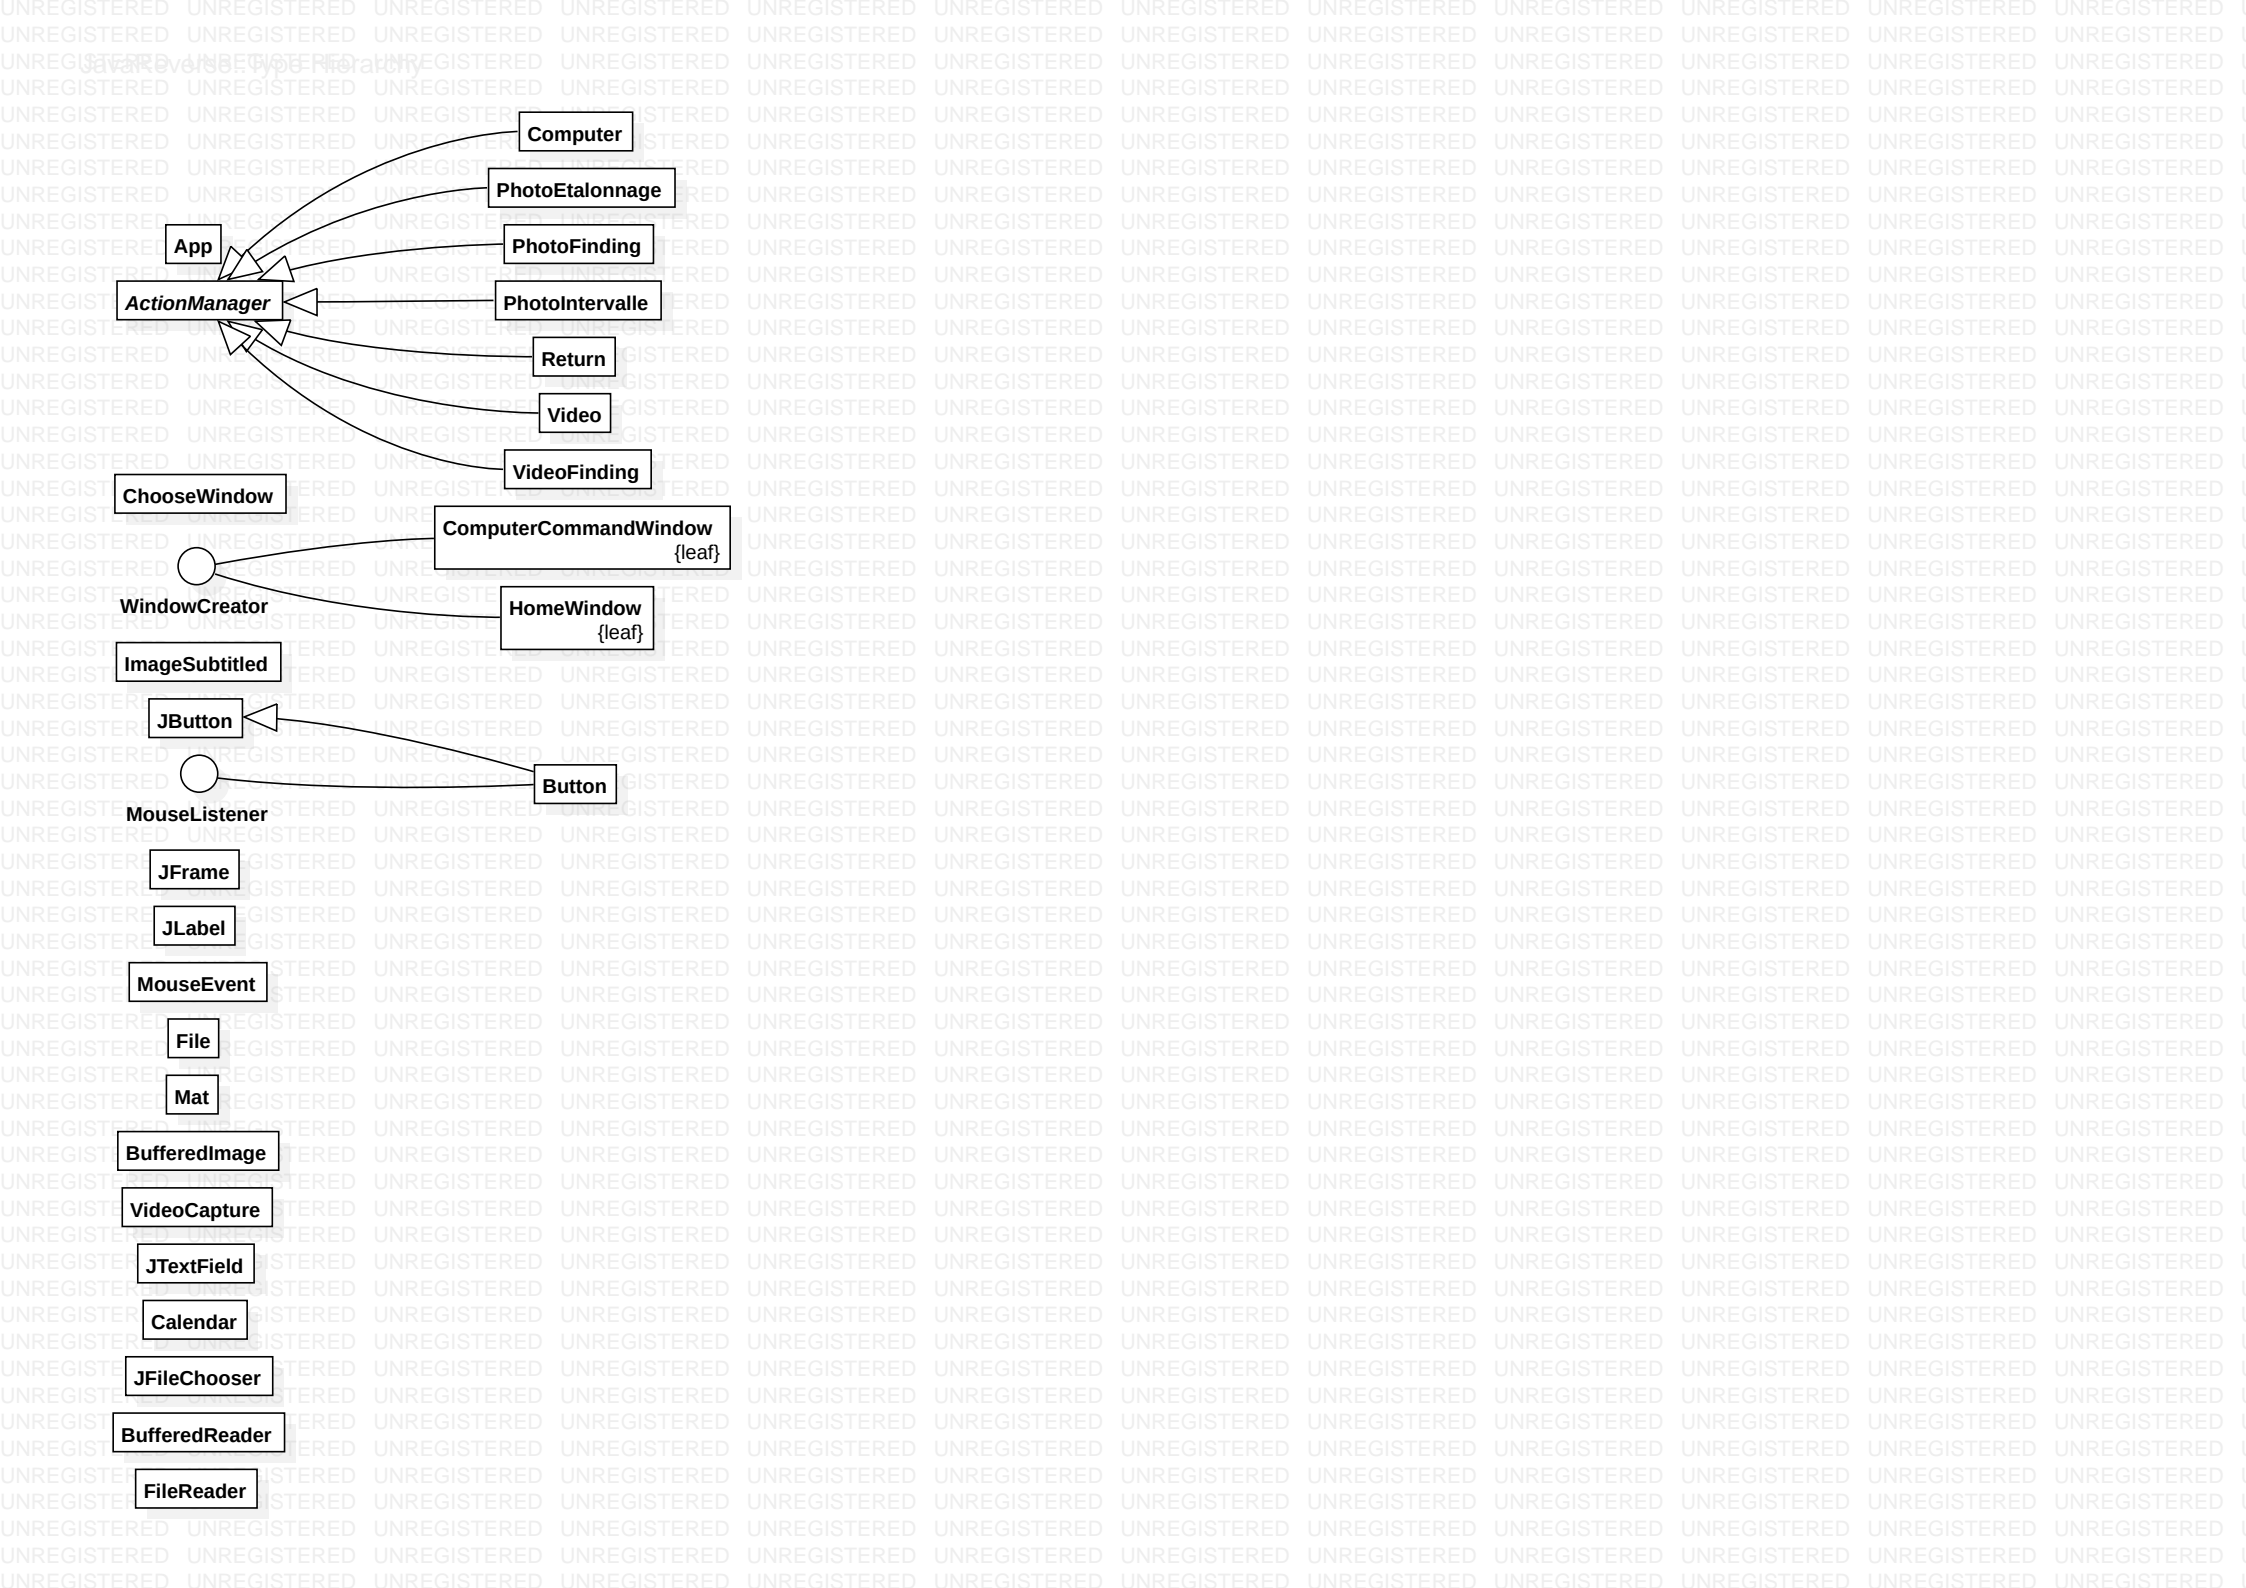 JavaReverse::Type Hierarchy
Computer
PhotoEtalonnage
App
PhotoFinding
ActionManager
PhotoIntervalle
Return
Video
VideoFinding
ChooseWindow
ComputerCommandWindow
{leaf}
WindowCreator
HomeWindow
{leaf}
ImageSubtitled
JButton
Button
MouseListener
JFrame
JLabel
MouseEvent
File
Mat
BufferedImage
VideoCapture
JTextField
Calendar
JFileChooser
BufferedReader
FileReader
UNREGISTERED